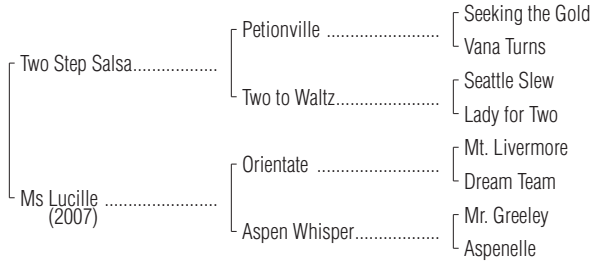 Seeking the Gold
Petionville ........................
Vana Turns
Two Step Salsa..................
Seattle Slew
Two to Waltz......................
Lady for Two
Mt. Livermore
Orientate ..........................
Dream Team
Ms Lucille ........................
(2007)
Mr. Greeley
Aspen Whisper..................
Aspenelle